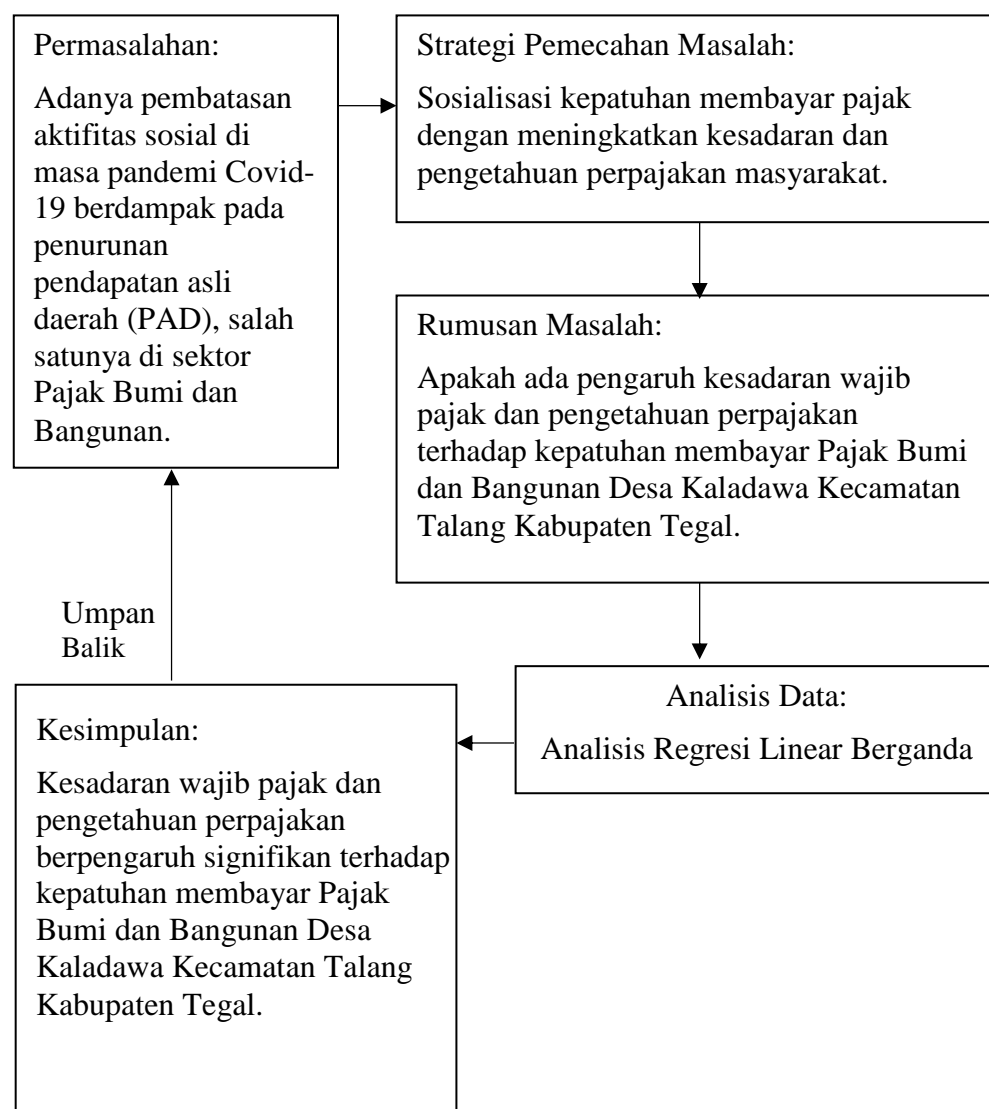 Permasalahan:
Adanya pembatasan
aktifitas sosial di
masa pandemi Covid-
19 berdampak pada
penurunan
pendapatan asli
daerah (PAD), salah
satunya di sektor
Pajak Bumi dan
Bangunan.
Strategi Pemecahan Masalah:
Sosialisasi kepatuhan membayar pajak
dengan meningkatkan kesadaran dan
pengetahuan perpajakan masyarakat.
Rumusan Masalah:
Apakah ada pengaruh kesadaran wajib
pajak dan pengetahuan perpajakan
terhadap kepatuhan membayar Pajak Bumi
dan Bangunan Desa Kaladawa Kecamatan
Talang Kabupaten Tegal.
Analisis Data:
Analisis Regresi Linear Berganda
Kesimpulan:
Kesadaran wajib pajak dan
pengetahuan perpajakan
berpengaruh signifikan terhadap
kepatuhan membayar Pajak
Bumi dan Bangunan Desa
Kaladawa Kecamatan Talang
Kabupaten Tegal.
Umpan
Balik